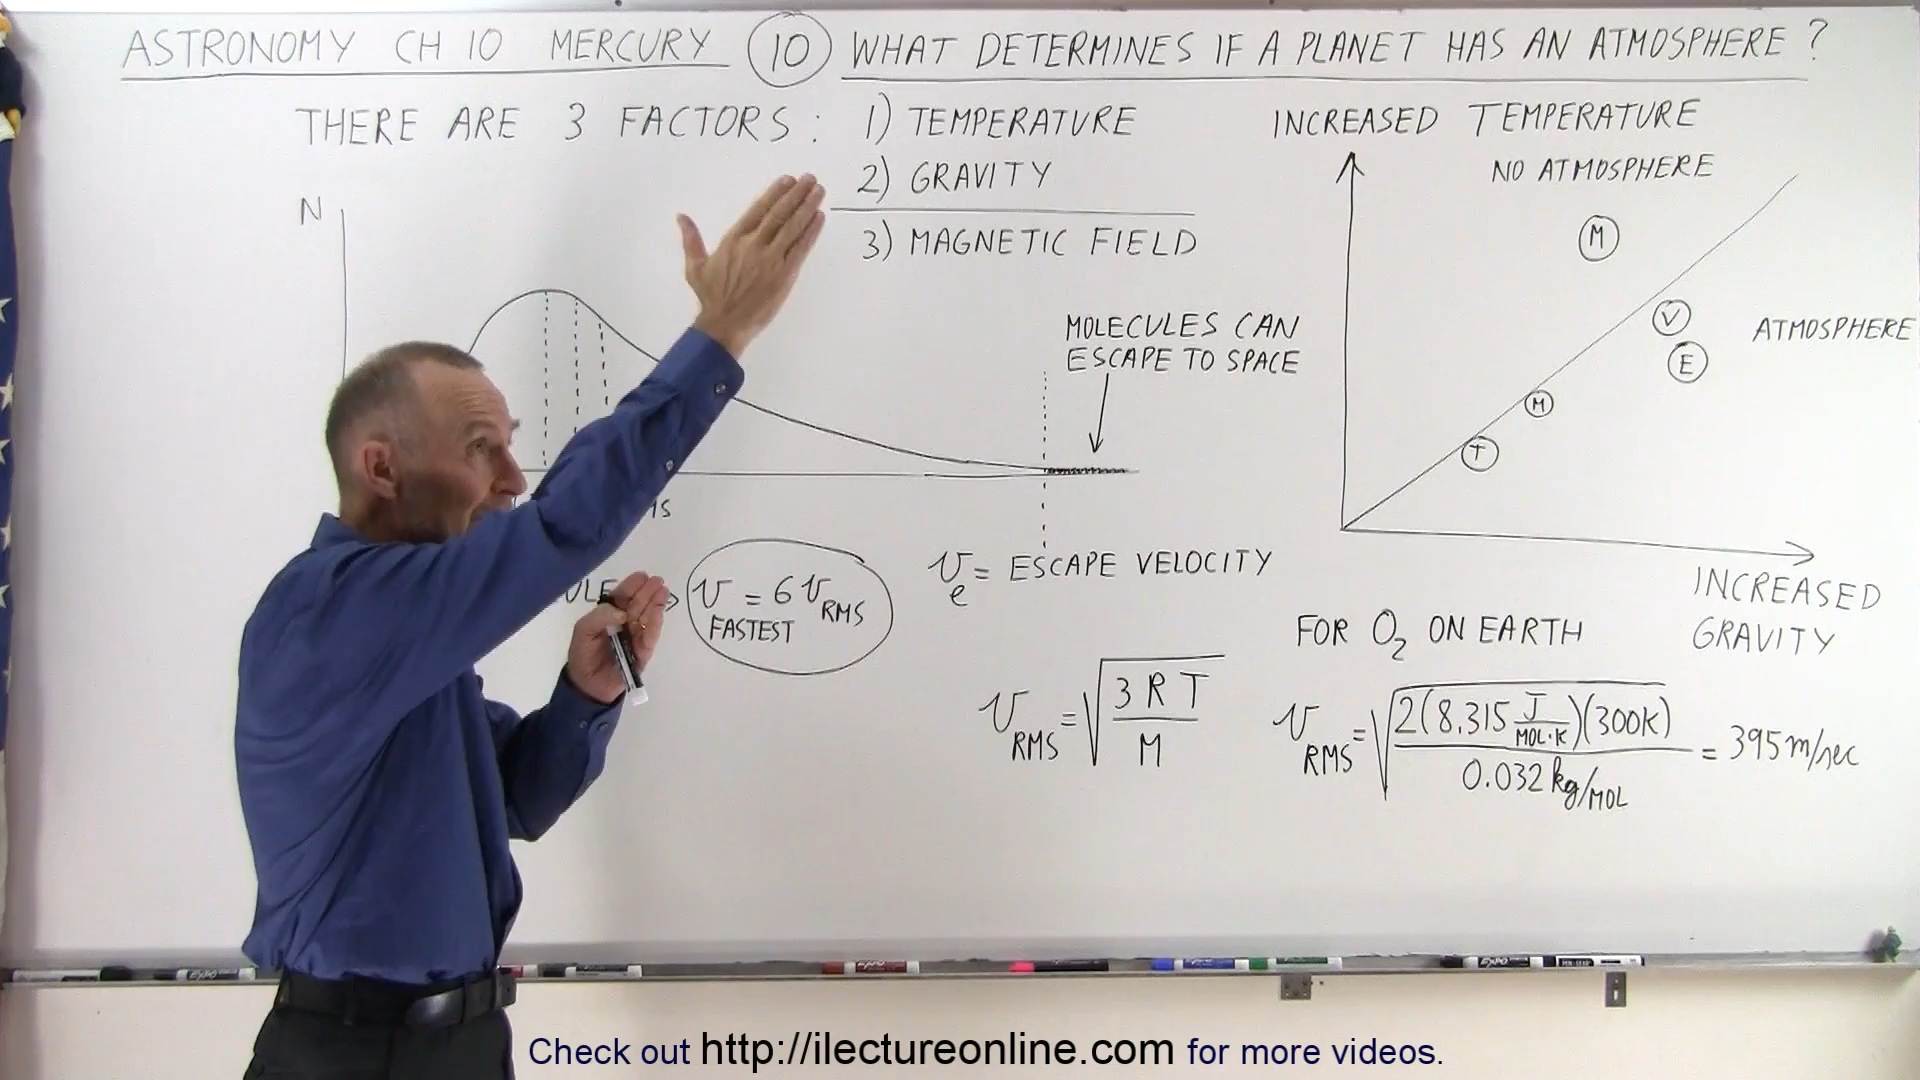 ASTRONOMY CH 10 MERCURY 10 WHAT DETERMINES IF A PLANET HAS AN ATMOSPHERE ?
THERE ARE 3 FACTORS : 1) TEMPERATURE
2) GRAVITY
3) MAGNETIC FIELD
N
MOLECULES CAN
ESCAPE TO SPACE
v FASTEST = 6 v RMS
v e = ESCAPE VELOCITY
v RMS = √ 3 R T / M
INCREASED TEMPERATURE
NO ATMOSPHERE
M
V
E
ATMOSPHERE
M
T
INCREASED
GRAVITY
FOR O₂ ON EARTH
v RMS = √ 2(8.315 J/MOL·K)(300K) / 0.032 kg/MOL = 395 m/sec
Check out http://ilectureonline.com for more videos.